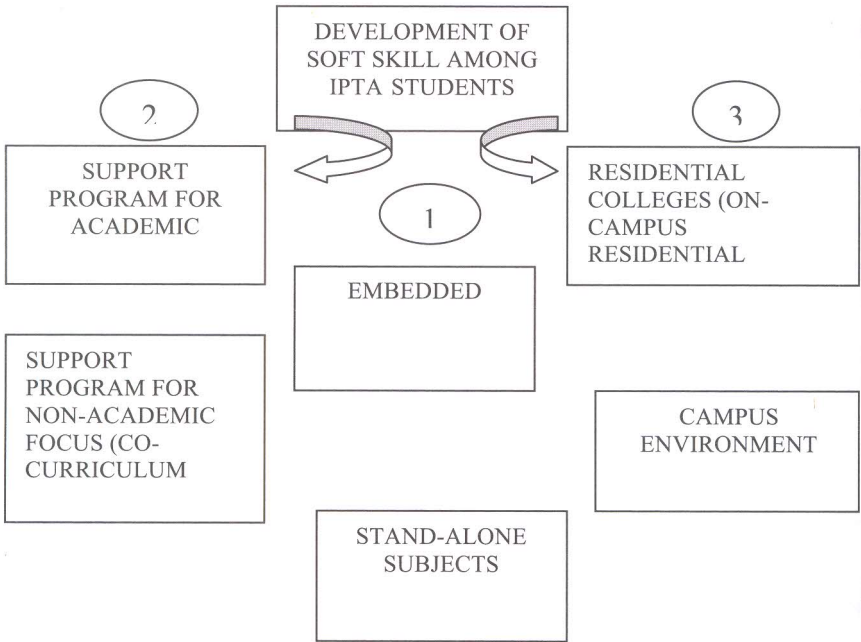 DEVELOPMENT OF
SOFT SKILL AMONG
IPTA STUDENTS
2
SUPPORT
PROGRAM FOR
ACADEMIC
SUPPORT
PROGRAM FOR
NON-ACADEMIC
FOCUS (CO-
CURRICULUM
1
EMBEDDED
STAND-ALONE
SUBJECTS
3
RESIDENTIAL
COLLEGES (ON-
CAMPUS
RESIDENTIAL
CAMPUS
ENVIRONMENT